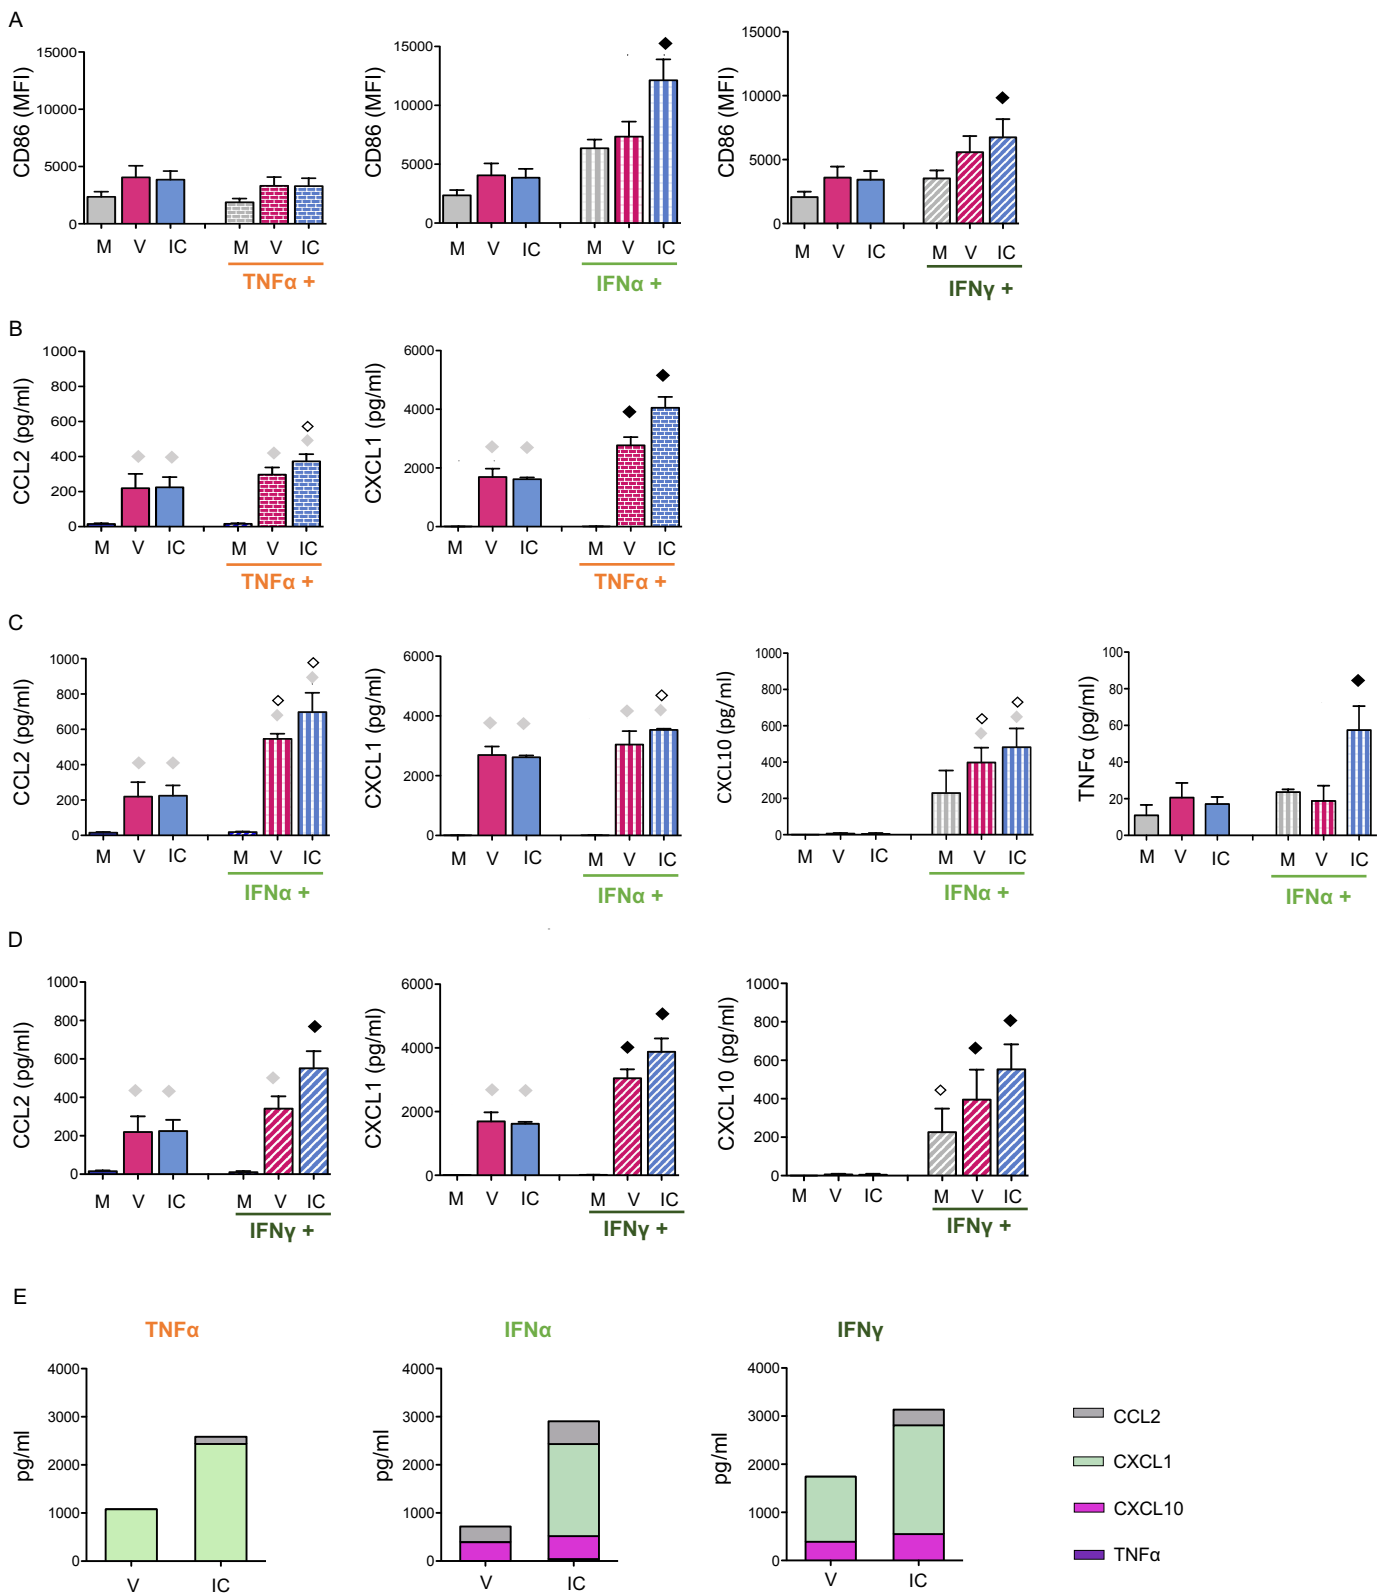 A
CD86 (MFI)
15000
10000
5000
0
M V IC M V IC
TNFα +
CD86 (MFI)
15000
10000
5000
0
M V IC M V IC
IFNα +
CD86 (MFI)
15000
10000
5000
0
M V IC M V IC
IFNγ +
B
CCL2 (pg/ml)
1000
800
600
400
200
0
M V IC M V IC
TNFα +
CXCL 1 (pg/ml)
6000
4000
2000
0
M V IC M V IC
TNFα +
C
CCL2 (pg/ml)
1000
800
600
400
200
0
M V IC M V IC
IFNα +
CXCL1 (pg/ml)
6000
4000
2000
0
M V IC M V IC
IFNα +
CXCL10 (pg/ml)
1000
800
600
400
200
0
M V IC M V IC
IFNα +
TNFα (pg/ml)
100
80
60
40
20
0
M V IC M V IC
IFNα +
D
CCL2 (pg/ml)
1000
800
600
400
200
0
M V IC M V IC
IFNγ +
CXCL 1 (pg/ml)
6000
4000
2000
0
M V IC M V IC
IFNγ +
CXCL 10 (pg/ml)
1000
800
600
400
200
0
M V IC M V IC
IFNγ +
E
TNFα
pg/ml
4000
3000
2000
1000
0
V IC
IFNα
pg/ml
4000
3000
2000
1000
0
V IC
IFNγ
pg/ml
4000
3000
2000
1000
0
V IC
CCL2
CXCL1
CXCL10
TNFα